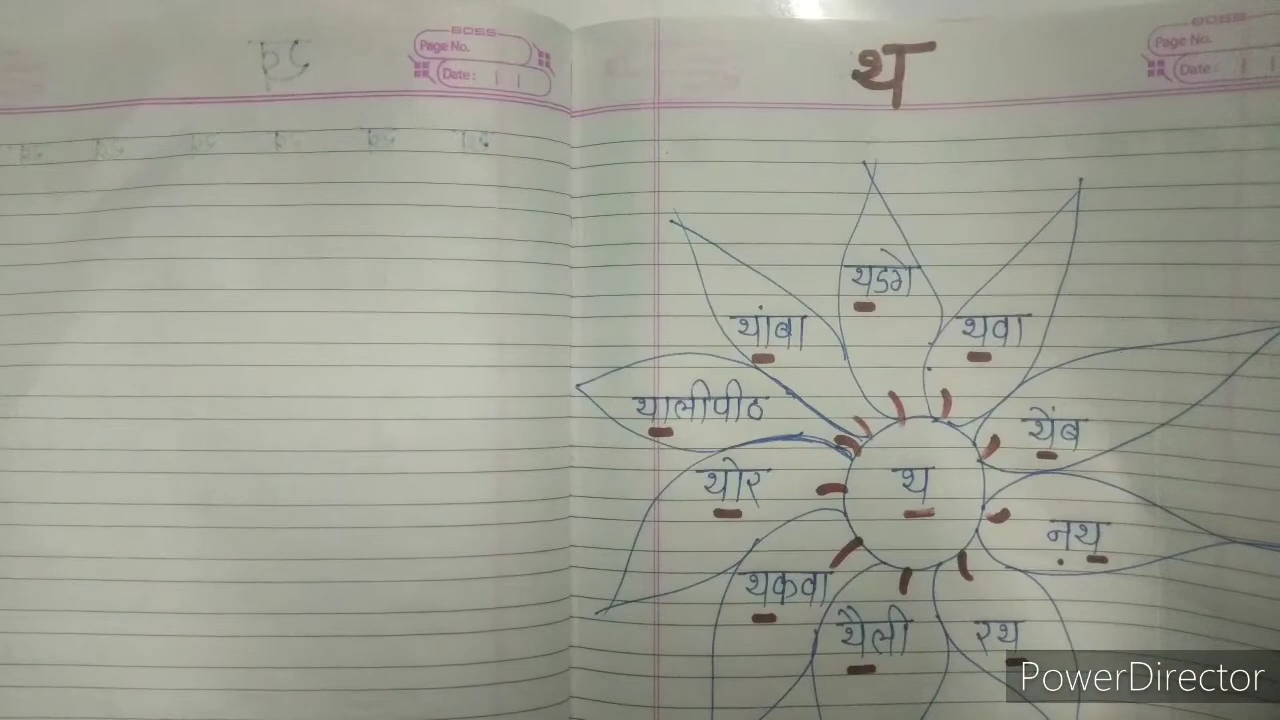 BOSS
Page No.
Date :
BOSS
Page No.
Date :
थ
थडगे
थांबा
थवा
थालीपीठ
थेंब
थोर
थ
नथ
थकवा
थैली
रथ
PowerDirector